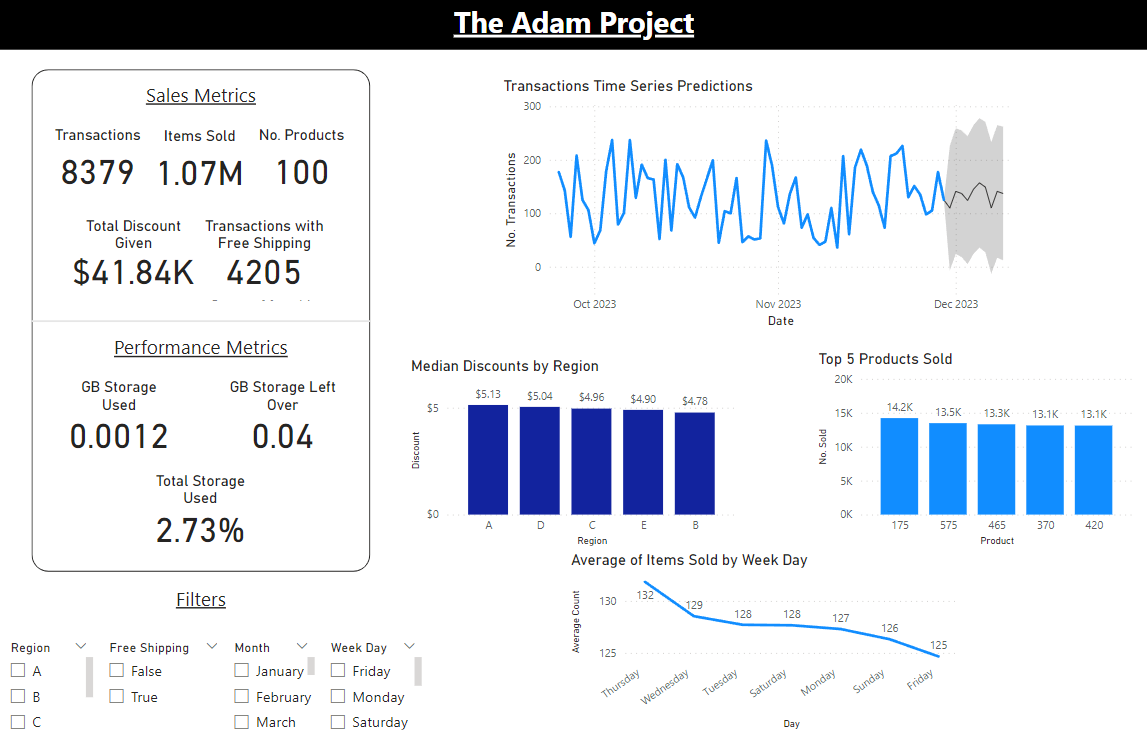 The Adam Project
Sales Metrics
Transactions
8379
Items Sold
1.07M
No. Products
100
Total Discount
Given
$41.84K
Transactions with
Free Shipping
4205
Performance Metrics
GB Storage
Used
0.0012
GB Storage Left
Over
0.04
Total Storage
Used
2.73%
Filters
Region
A
B
C
Free Shipping
False
True
Month
January
February
March
Week Day
Friday
Monday
Saturday
Transactions Time Series Predictions
No. Transactions
300
200
100
0
Oct 2023
Nov 2023
Dec 2023
Date
Median Discounts by Region
Discount
$5
$0
$5.13
$5.04
$4.96
$4.90
$4.78
A
D
C
E
B
Region
Top 5 Products Sold
No. Sold
20K
15K
10K
5K
0K
14.2K
13.5K
13.3K
13.1K
13.1K
175
575
465
370
420
Product
Average of Items Sold by Week Day
Average Count
130
125
132
129
128
128
127
126
125
Thursday
Wednesday
Tuesday
Saturday
Monday
Sunday
Friday
Day